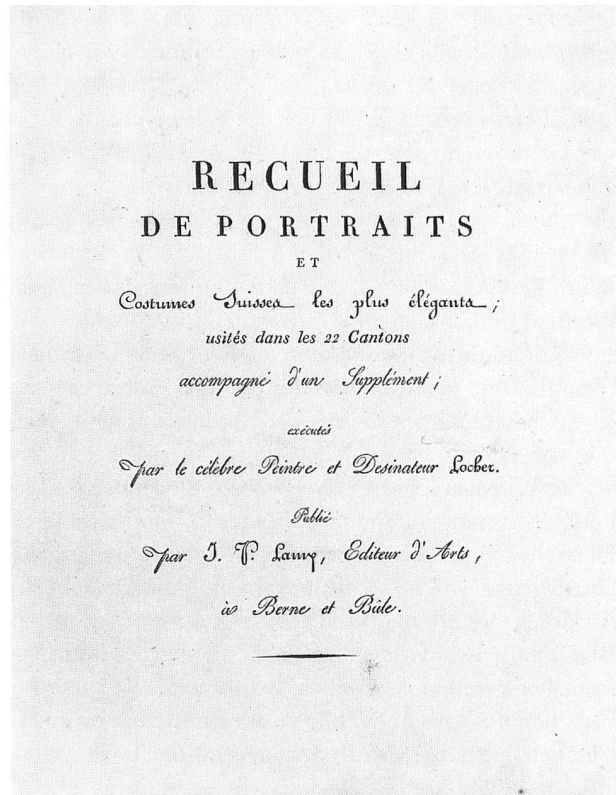 RECUEIL
DE PORTRAITS
ET
Costumes Suisses les plus élégants ;
usités dans les 22 Cantons
accompagné d'un Supplément ;
exécutés
par le célèbre Peintre et Desinateur Locher.
Publié
par J. P. Lamy, Editeur d'Arts,
à Berne et Bâle.